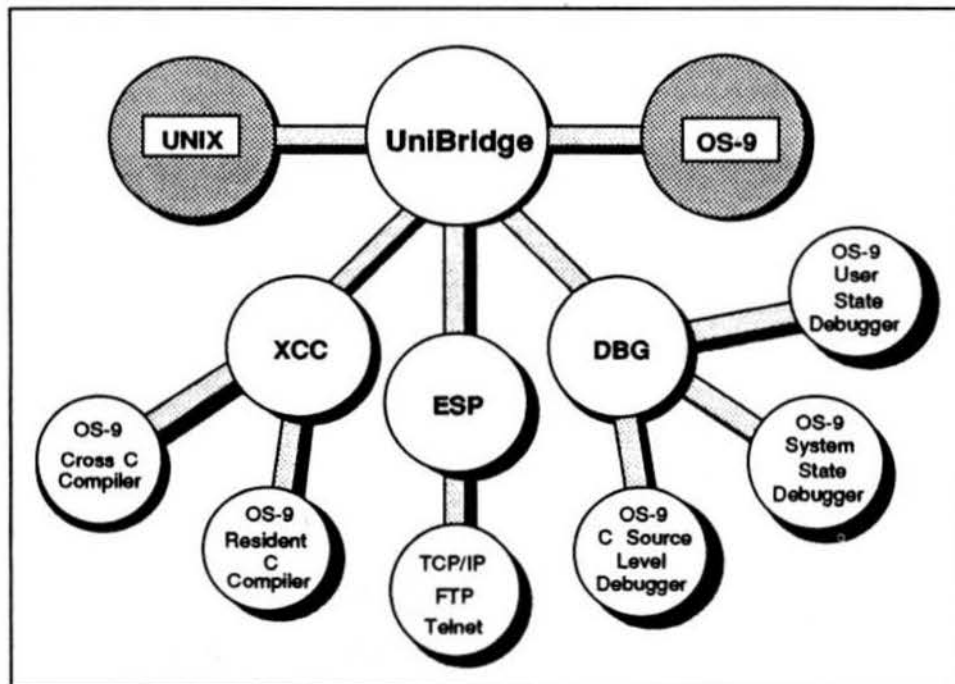 UNIX
UniBridge
OS-9
XCC
ESP
DBG
OS-9
User
State
Debugger
OS-9
Cross C
Compiler
OS-9
Resident
C
Compiler
TCP/IP
FTP
Telnet
OS-9
C Source
Level
Debugger
OS-9
System
State
Debugger